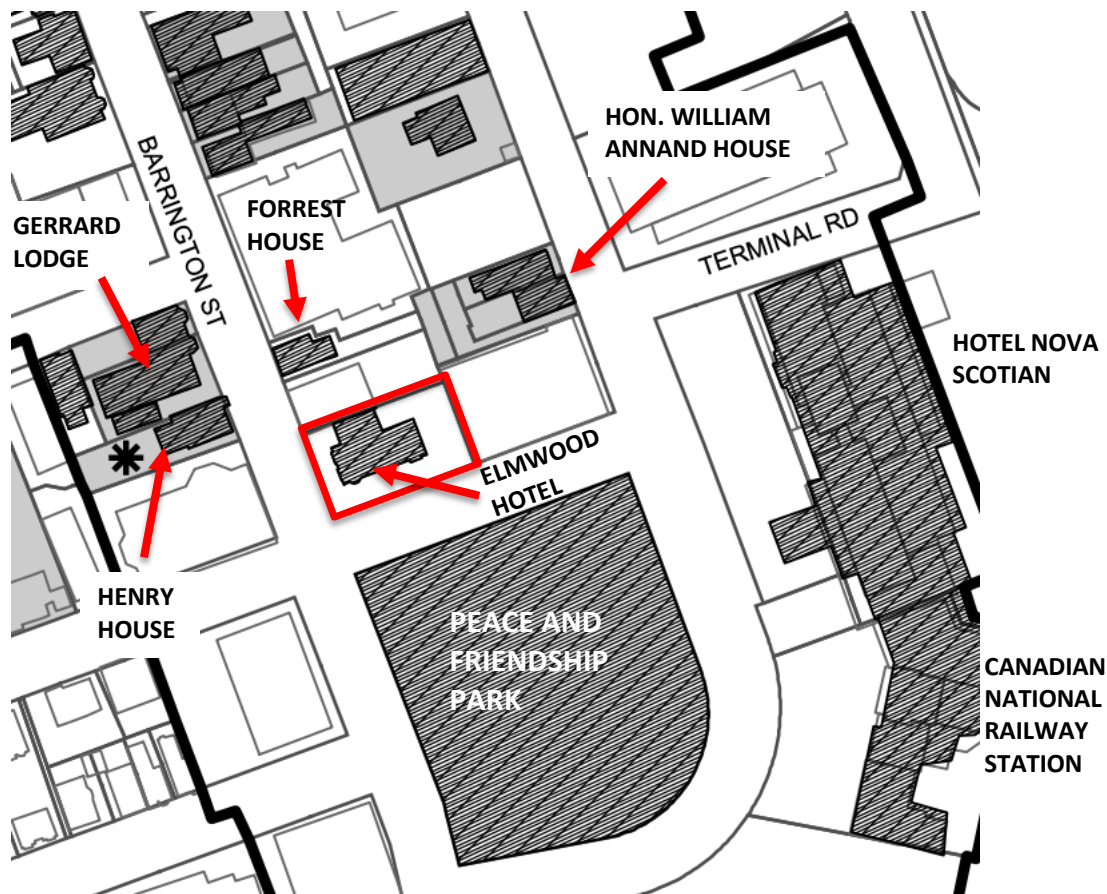 HON. WILLIAM
ANNAND HOUSE
BARRINGTON ST
FORREST
HOUSE
GERRARD
LODGE
TERMINAL RD
HOTEL NOVA
SCOTIAN
ELMWOOD
HOTEL
HENRY
HOUSE
PEACE AND
FRIENDSHIP
PARK
CANADIAN
NATIONAL
RAILWAY
STATION